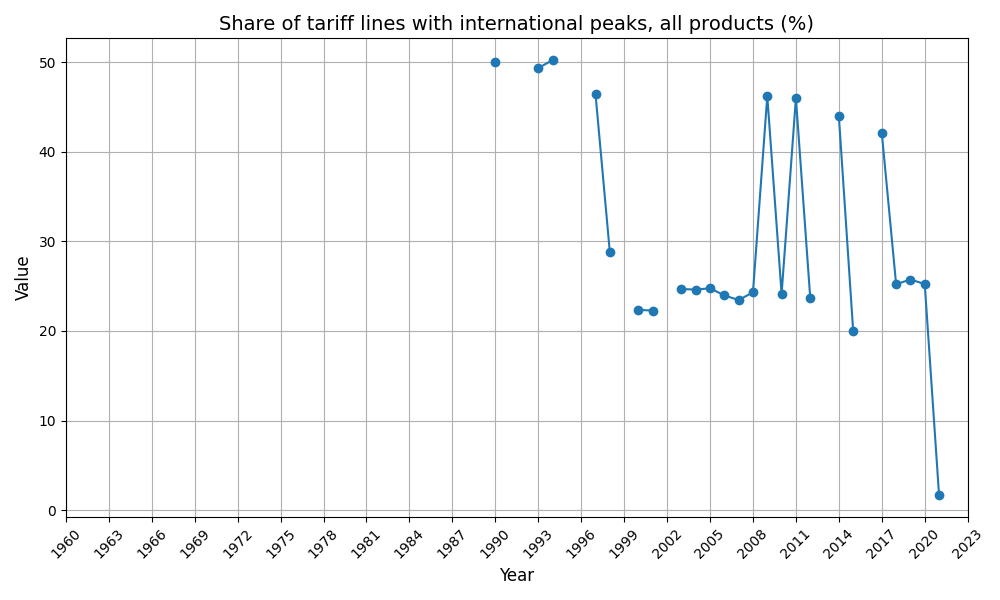 Share of tariff lines with international peaks, all products (%)
Value
50
40
30
20
10
0
1960 1963 1966 1969 1972 1975 1978 1981 1984 1987 1990 1993 1996 1999 2002 2005 2008 2011 2014 2017 2020 2023
Year